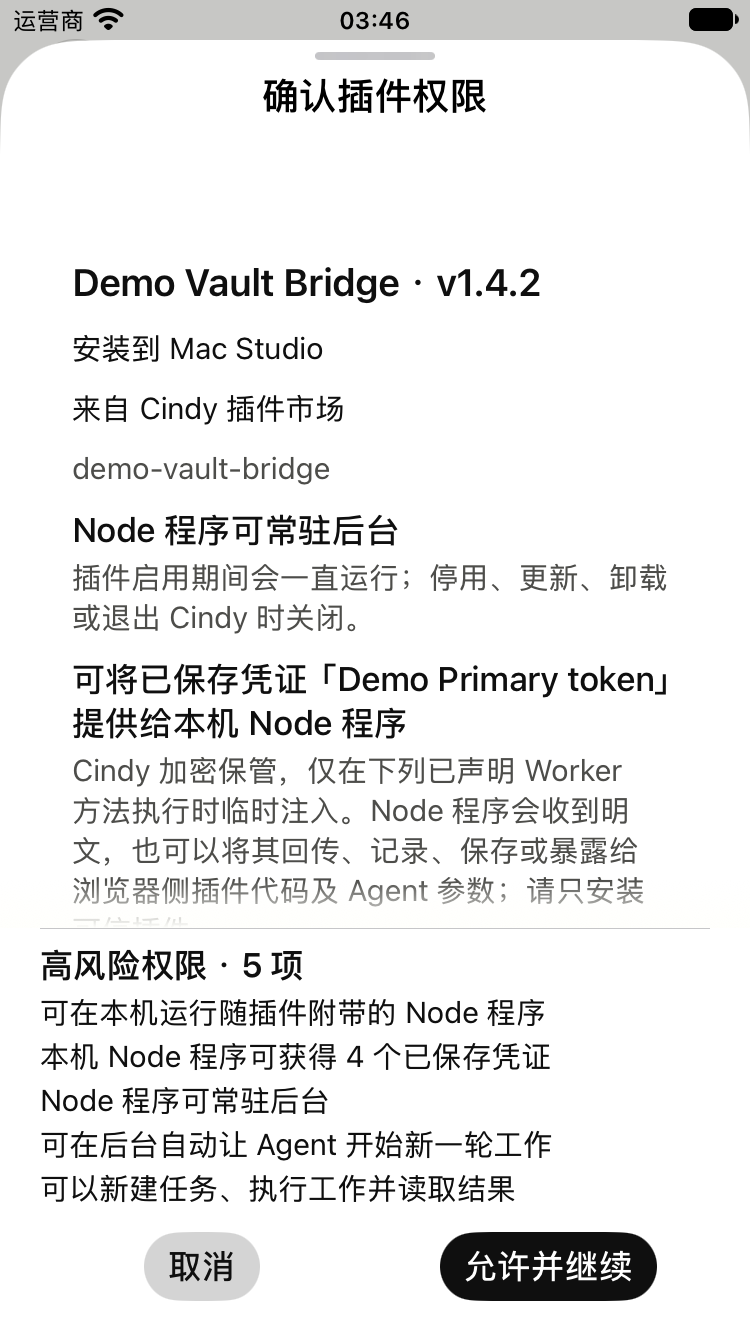 运营商
03:46
确认插件权限
Demo Vault Bridge · v1.4.2
安装到 Mac Studio
来自 Cindy 插件市场
demo-vault-bridge
Node 程序可常驻后台
插件启用期间会一直运行；停用、更新、卸载
或退出 Cindy 时关闭。
可将已保存凭证「Demo Primary token」
提供给本机 Node 程序
Cindy 加密保管，仅在下列已声明 Worker
方法执行时临时注入。Node 程序会收到明
文，也可以将其回传、记录、保存或暴露给
浏览器侧插件代码及 Agent 参数；请只安装
可信插件
高风险权限 · 5 项
可在本机运行随插件附带的 Node 程序
本机 Node 程序可获得 4 个已保存凭证
Node 程序可常驻后台
可在后台自动让 Agent 开始新一轮工作
可以新建任务、执行工作并读取结果
取消
允许并继续